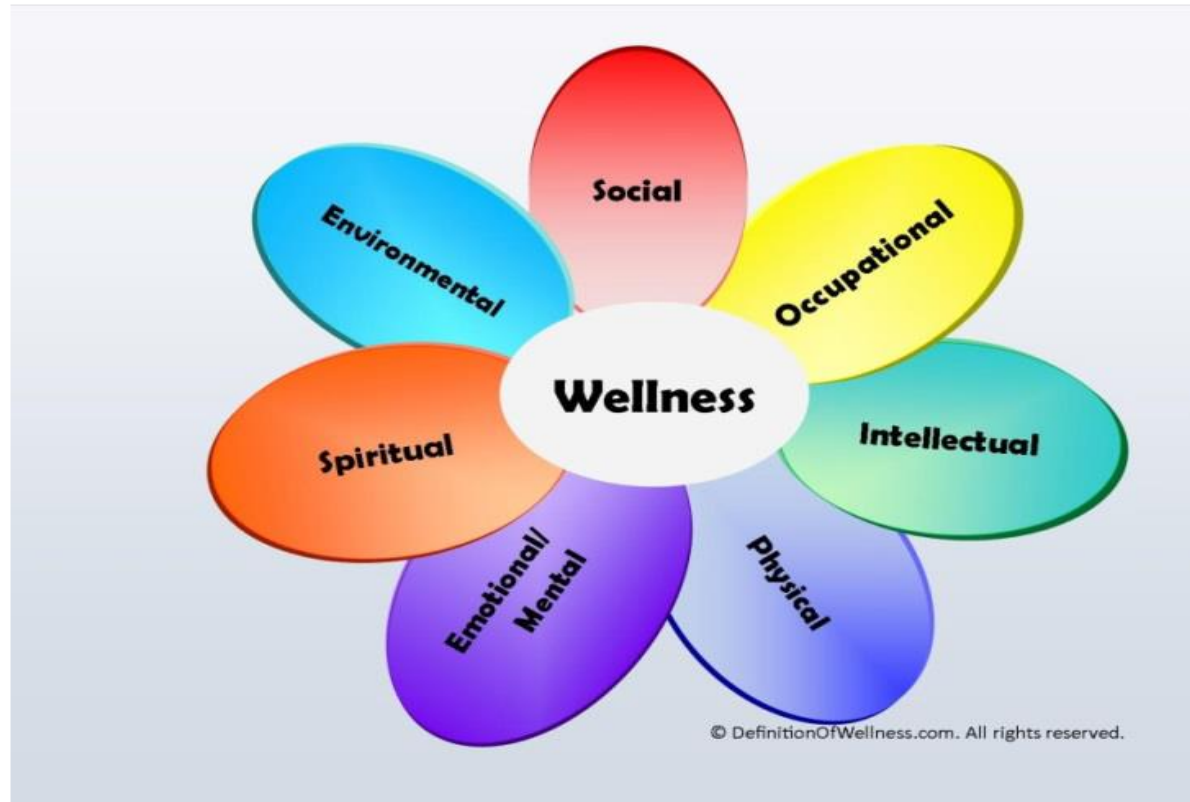 Social
Occupational
Environmental
Wellness
Intellectual
Spiritual
Physical
Emotional/
Mental
© DefinitionOfWellness.com. All rights reserved.